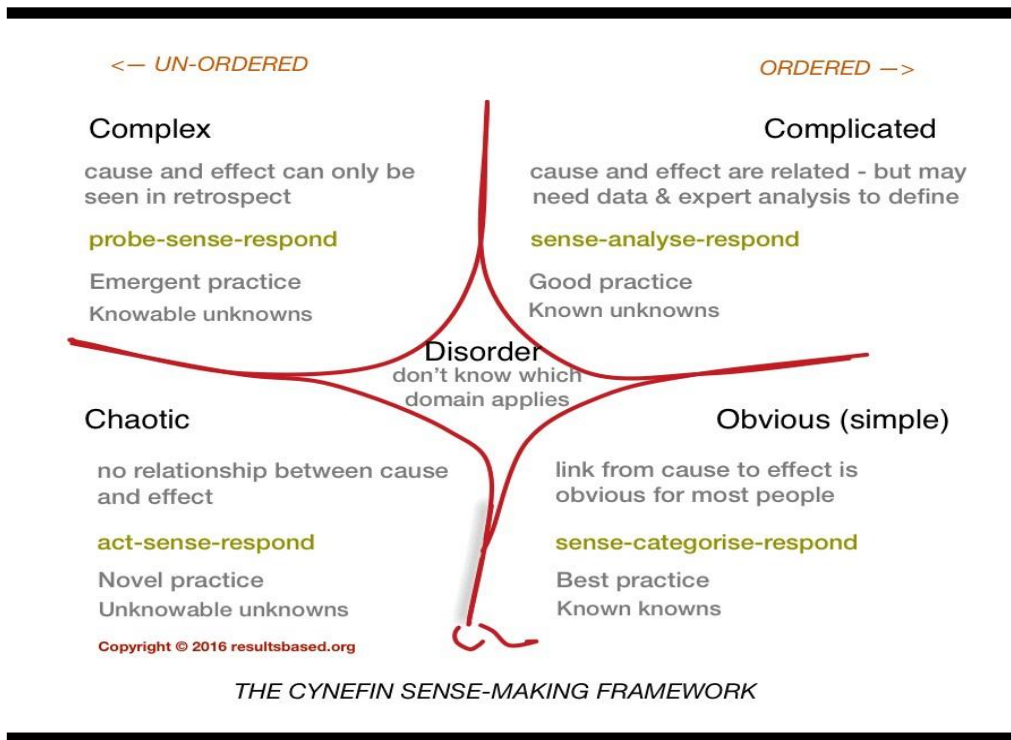 <— UN-ORDERED
ORDERED —>
Complex
cause and effect can only be
seen in retrospect
probe-sense-respond
Emergent practice
Knowable unknowns
Complicated
cause and effect are related - but may
need data & expert analysis to define
sense-analyse-respond
Good practice
Known unknowns
Disorder
don't know which
domain applies
Chaotic
no relationship between cause
and effect
act-sense-respond
Novel practice
Unknowable unknowns
Obvious (simple)
link from cause to effect is
obvious for most people
sense-categorise-respond
Best practice
Known knowns
Copyright © 2016 resultsbased.org
THE CYNEFIN SENSE-MAKING FRAMEWORK